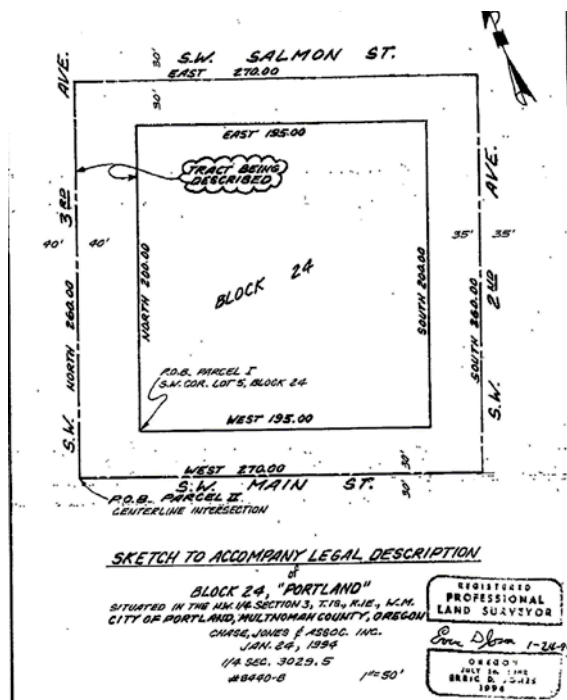 S.W. SALMON ST.
30'
EAST 270.00
30'
AVE.
EAST 195.00
TRACT BEING
DESCRIBED
AVE.
3RD
40' 40'
35' 35'
NORTH 200.00
BLOCK 24
SOUTH 200.00
2ND
NORTH 260.00
SOUTH 260.00
P.O.B. PARCEL I
S.W. COR. LOT 5, BLOCK 24
S.W.
S.W.
WEST 195.00
30'
WEST 270.00
S.W. MAIN ST.
30'
P.O.B. PARCEL II
CENTERLINE INTERSECTION
SKETCH TO ACCOMPANY LEGAL DESCRIPTION
of
BLOCK 24, "PORTLAND"
SITUATED IN THE N.W. 1/4 SECTION 3, T.1S., R.1E., W.M.
CITY OF PORTLAND, MULTNOMAH COUNTY, OREGON
CHASE, JONES & ASSOC. INC.
JAN. 24, 1994
1/4 SEC. 3029.5
#8440-B 1"=50'
REGISTERED
PROFESSIONAL
LAND SURVEYOR
OREGON